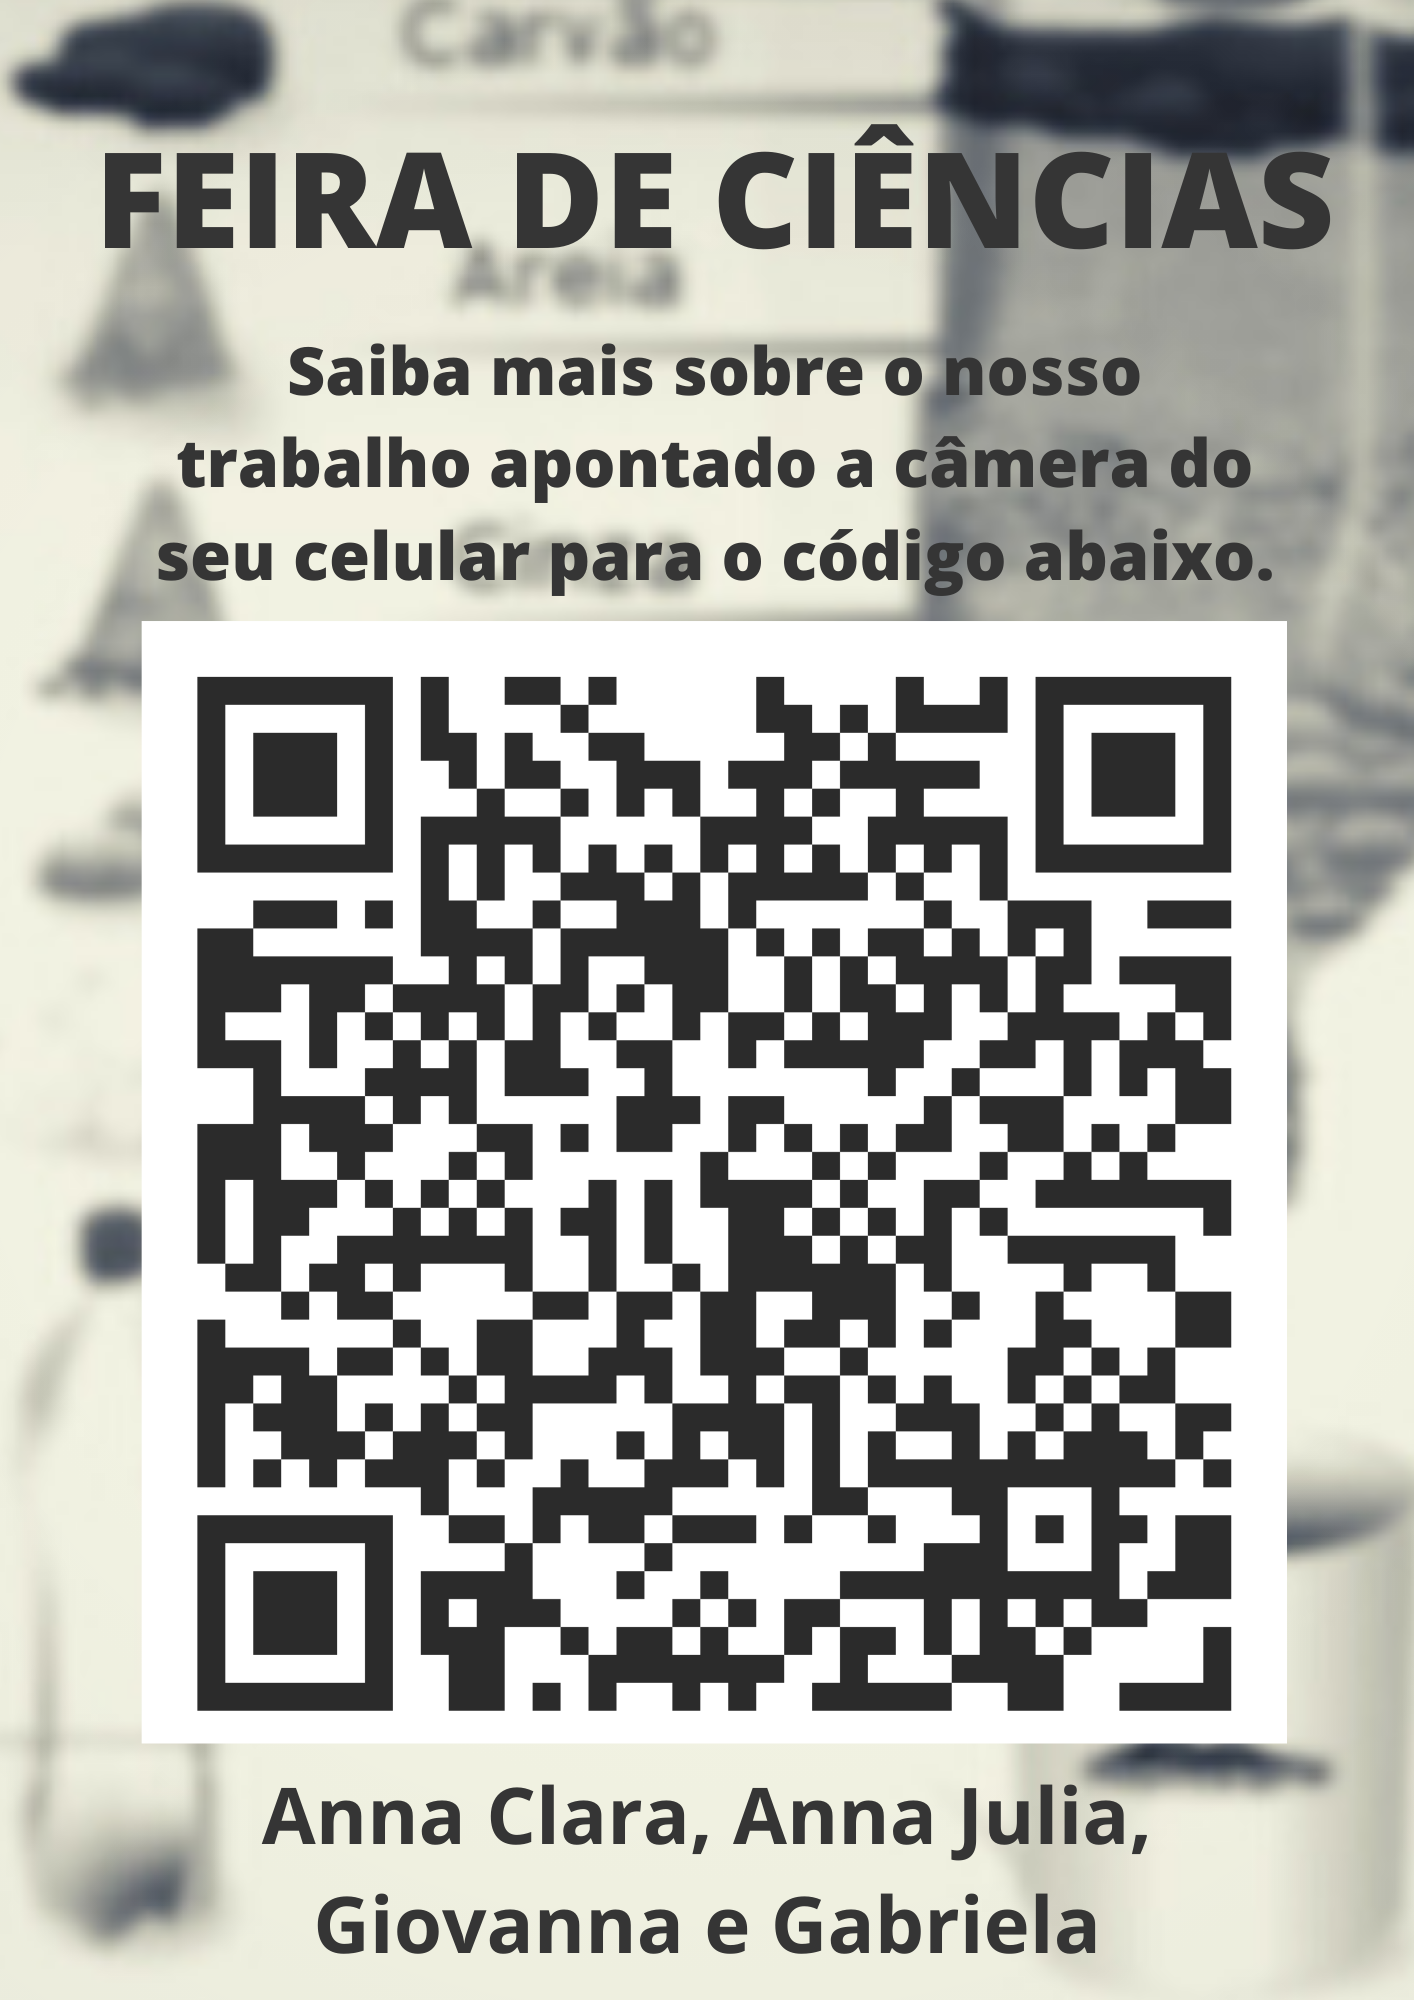 Carvão
FEIRA DE CIÊNCIAS
Areia
Saiba mais sobre o nosso
trabalho apontado a câmera do
seu celular para o código abaixo.
Anna Clara, Anna Julia,
Giovanna e Gabriela